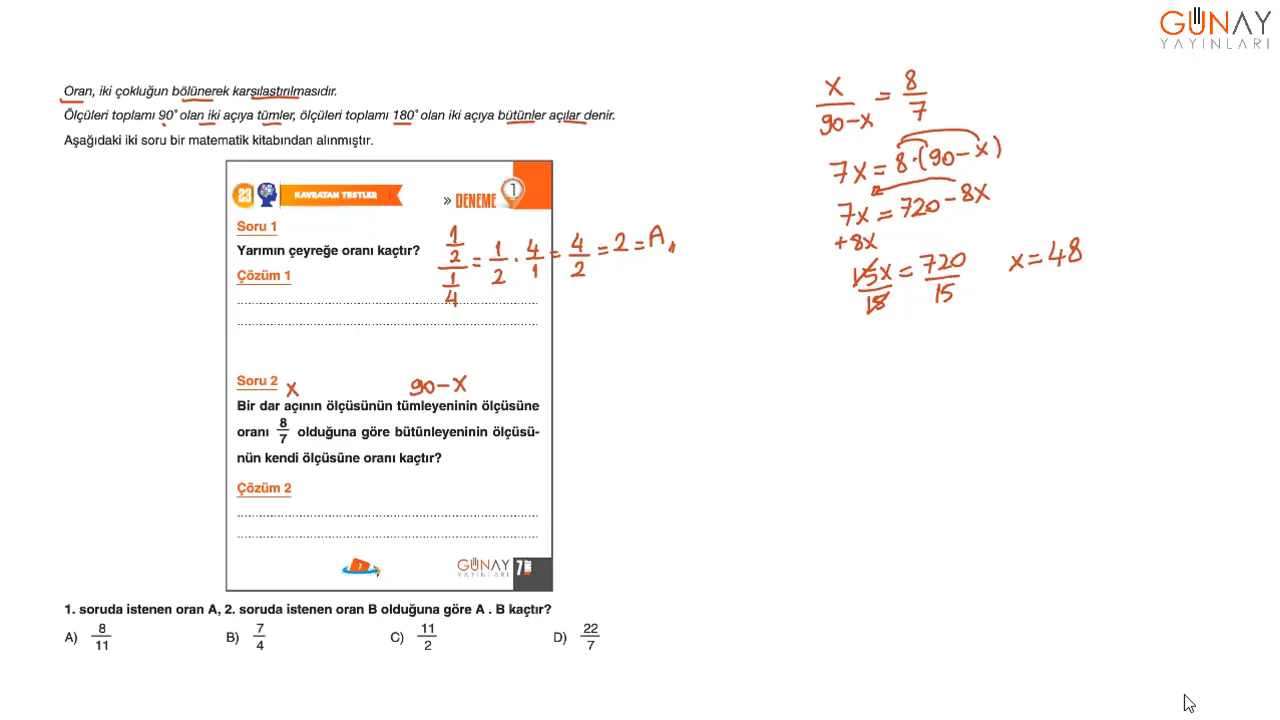 GÜNAY
YAYINLARI
Oran, iki çokluğun bölünerek karşılaştırılmasıdır.
Ölçüleri toplamı 90° olan iki açıya tümler, ölçüleri toplamı 180° olan iki açıya bütünler açılar denir.
Aşağıdaki iki soru bir matematik kitabından alınmıştır.
23 KAVRATAN TESTLER
» DENEME 1
Soru 1
Yarımın çeyreğe oranı kaçtır?
Çözüm 1
1/2 / 1/4 = 1/2 . 4/1 = 4/2 = 2 = A
Soru 2
x 90-x
Bir dar açının ölçüsünün tümleyeninin ölçüsüne
oranı 8/7 olduğuna göre bütünleyeninin ölçüsü-
nün kendi ölçüsüne oranı kaçtır?
Çözüm 2
7
GÜNAY
YAYINLARI
7
1. soruda istenen oran A, 2. soruda istenen oran B olduğuna göre A . B kaçtır?
A) 8/11 B) 7/4 C) 11/2 D) 22/7
x/90-x = 8/7
7x = 8.(90-x)
7x = 720-8x
+8x
15x/15 = 720/15 x=48